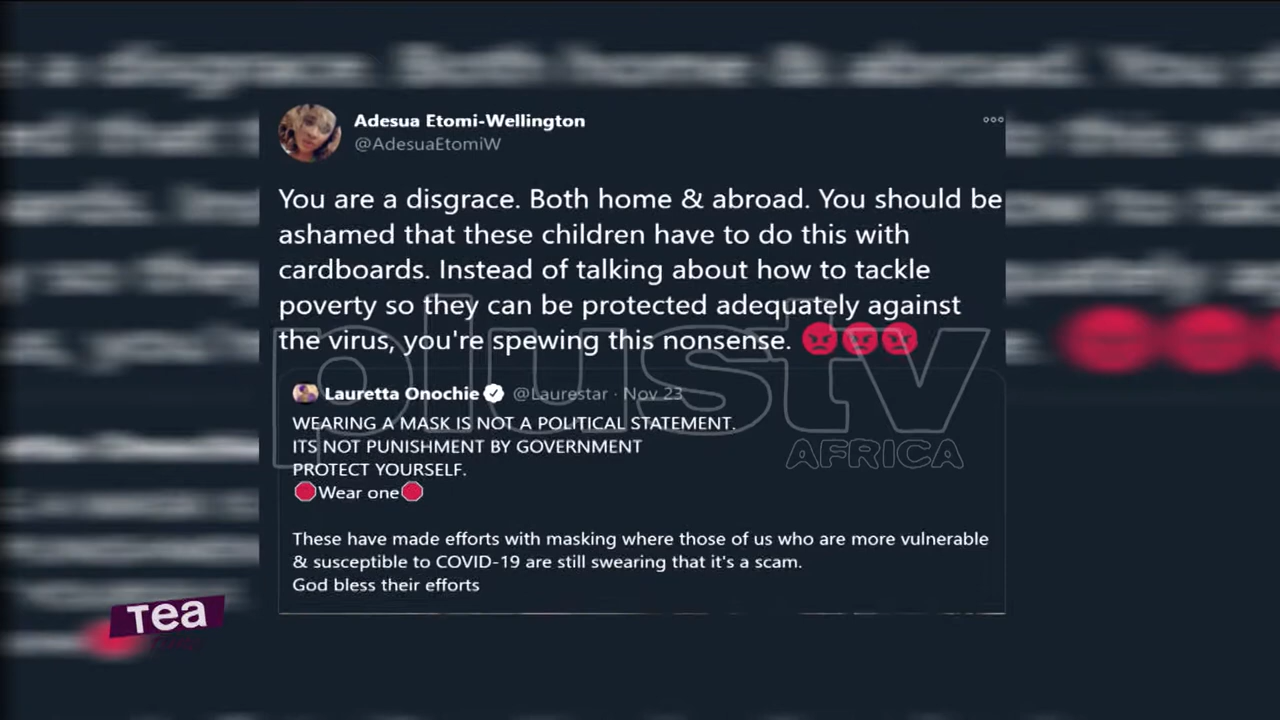 Adesua Etomi-Wellington
@AdesuaEtomiW
You are a disgrace. Both home & abroad. You should be
ashamed that these children have to do this with
cardboards. Instead of talking about how to tackle
poverty so they can be protected adequately against
the virus, you're spewing this nonsense. 😡😡😡
Lauretta Onochie @Laurestar · Nov 23
WEARING A MASK IS NOT A POLITICAL STATEMENT.
ITS NOT PUNISHMENT BY GOVERNMENT
PROTECT YOURSELF.
🛑Wear one🛑
These have made efforts with masking where those of us who are more vulnerable
& susceptible to COVID-19 are still swearing that it's a scam.
God bless their efforts
plustv
AFRICA
Tea